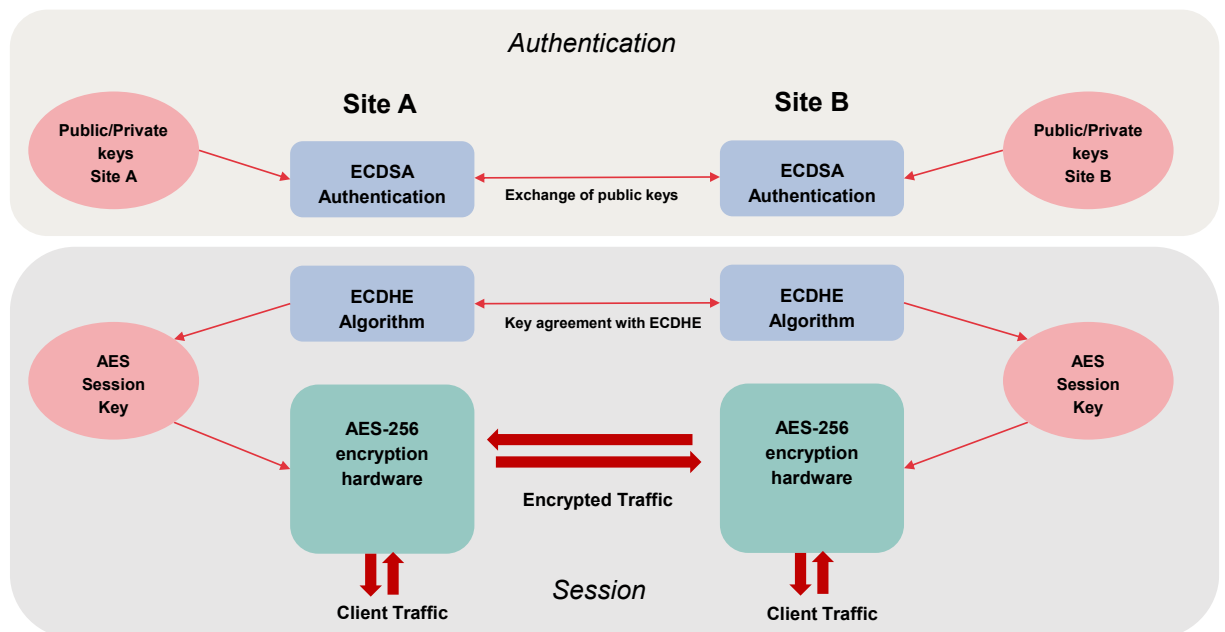 Authentication
Site A
Site B
Public/Private
keys
Site A
ECDSA
Authentication
Exchange of public keys
ECDSA
Authentication
Public/Private
keys
Site B
ECDHE
Algorithm
Key agreement with ECDHE
ECDHE
Algorithm
AES
Session
Key
AES
Session
Key
AES-256
encryption
hardware
AES-256
encryption
hardware
Encrypted Traffic
Session
Client Traffic
Client Traffic